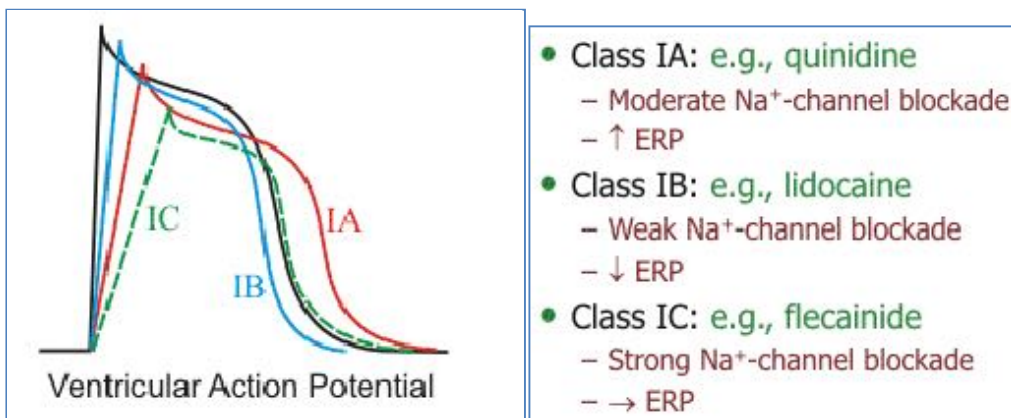 IC
IA
IB
Ventricular Action Potential
• Class IA: e.g., quinidine
– Moderate Na⁺-channel blockade
– ↑ ERP
• Class IB: e.g., lidocaine
– Weak Na⁺-channel blockade
– ↓ ERP
• Class IC: e.g., flecainide
– Strong Na⁺-channel blockade
– → ERP